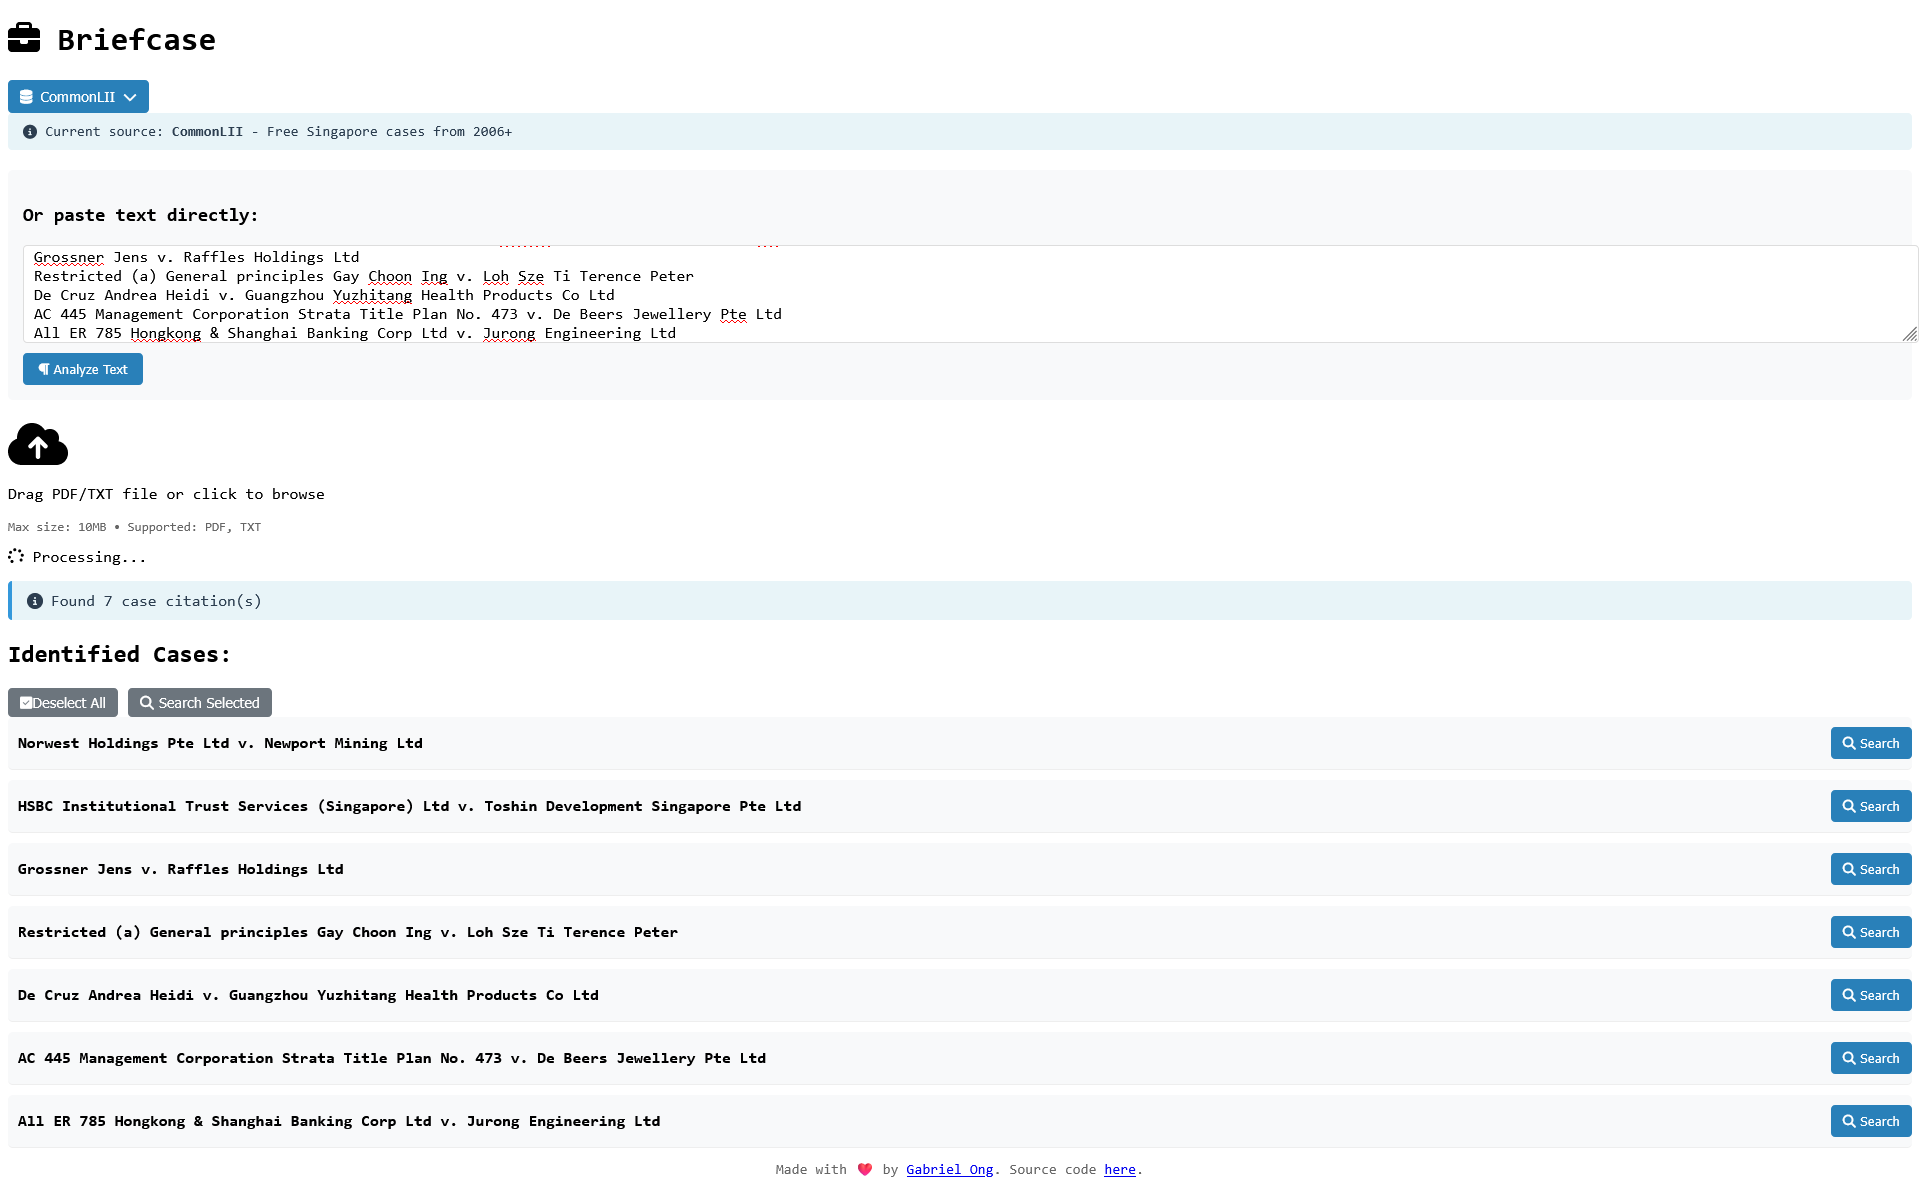 Briefcase
CommonLII
Current source: CommonLII - Free Singapore cases from 2006+
Or paste text directly:
Grossner Jens v. Raffles Holdings Ltd
Restricted (a) General principles Gay Choon Ing v. Loh Sze Ti Terence Peter
De Cruz Andrea Heidi v. Guangzhou Yuzhitang Health Products Co Ltd
AC 445 Management Corporation Strata Title Plan No. 473 v. De Beers Jewellery Pte Ltd
All ER 785 Hongkong & Shanghai Banking Corp Ltd v. Jurong Engineering Ltd
Analyze Text
Drag PDF/TXT file or click to browse
Max size: 10MB • Supported: PDF, TXT
Processing...
Found 7 case citation(s)
Identified Cases:
Deselect All Search Selected
Norwest Holdings Pte Ltd v. Newport Mining Ltd Search
HSBC Institutional Trust Services (Singapore) Ltd v. Toshin Development Singapore Pte Ltd Search
Grossner Jens v. Raffles Holdings Ltd Search
Restricted (a) General principles Gay Choon Ing v. Loh Sze Ti Terence Peter Search
De Cruz Andrea Heidi v. Guangzhou Yuzhitang Health Products Co Ltd Search
AC 445 Management Corporation Strata Title Plan No. 473 v. De Beers Jewellery Pte Ltd Search
All ER 785 Hongkong & Shanghai Banking Corp Ltd v. Jurong Engineering Ltd Search
Made with ❤️ by Gabriel Ong. Source code here.